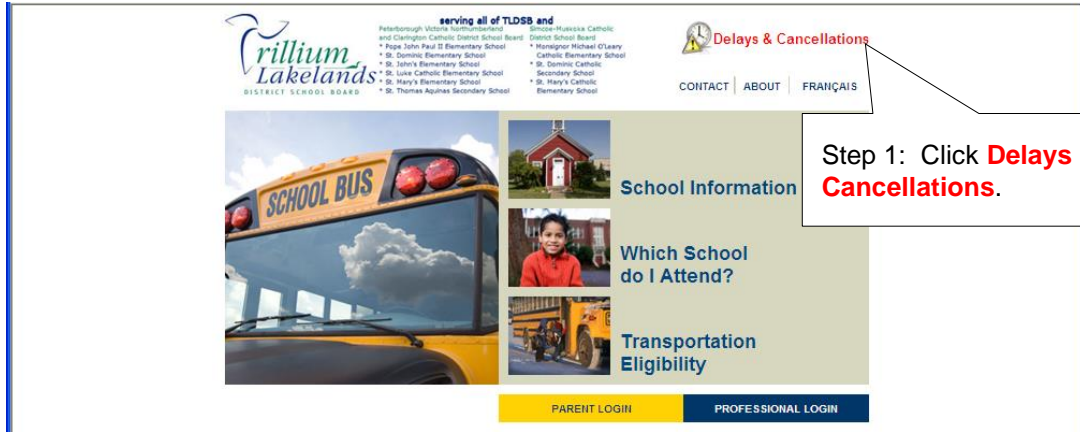 serving all of TLDSB and
Trillium
Lakelands
DISTRICT SCHOOL BOARD
Peterborough Victoria Northumberland
and Clarington Catholic District School Board
* Pope John Paul II Elementary School
* St. Dominic Elementary School
* St. John's Elementary School
* St. Luke Catholic Elementary School
* St. Mary's Elementary School
* St. Thomas Aquinas Secondary School
Simcoe-Muskoka Catholic
District School Board
* Monsignor Michael O'Leary
Catholic Elementary School
* St. Dominic Catholic
Secondary School
* St. Mary's Catholic
Elementary School
Delays & Cancellations
CONTACT ABOUT FRANÇAIS
Step 1: Click Delays
Cancellations.
SCHOOL BUS
School Information
Which School
do I Attend?
Transportation
Eligibility
PARENT LOGIN PROFESSIONAL LOGIN